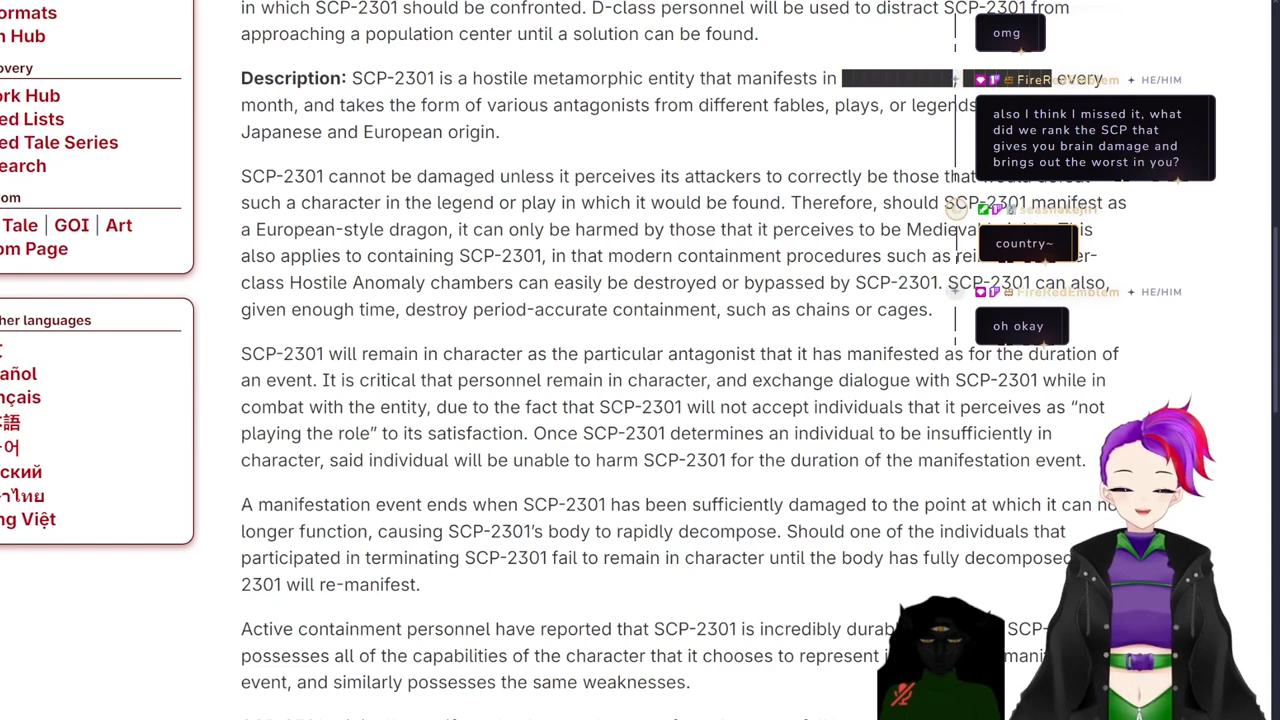 ormats
n Hub
overy
ork Hub
ed Lists
ed Tale Series
earch
om
Tale | GOI | Art
om Page
her languages
añol
nçais
本語
어
сский
าไทย
ng Việt
in which SCP-2301 should be confronted. D-class personnel will be used to distract SCP-2301 from
approaching a population center until a solution can be found.
Description: SCP-2301 is a hostile metamorphic entity that manifests in every
month, and takes the form of various antagonists from different fables, plays, or legends
Japanese and European origin.
SCP-2301 cannot be damaged unless it perceives its attackers to correctly be those that would defeat
such a character in the legend or play in which it would be found. Therefore, should SCP-2301 manifest as
a European-style dragon, it can only be harmed by those that it perceives to be Medieval This
also applies to containing SCP-2301, in that modern containment procedures such as er-
class Hostile Anomaly chambers can easily be destroyed or bypassed by SCP-2301. SCP-2301 can also,
given enough time, destroy period-accurate containment, such as chains or cages.
SCP-2301 will remain in character as the particular antagonist that it has manifested as for the duration of
an event. It is critical that personnel remain in character, and exchange dialogue with SCP-2301 while in
combat with the entity, due to the fact that SCP-2301 will not accept individuals that it perceives as “not
playing the role” to its satisfaction. Once SCP-2301 determines an individual to be insufficiently in
character, said individual will be unable to harm SCP-2301 for the duration of the manifestation event.
A manifestation event ends when SCP-2301 has been sufficiently damaged to the point at which it can no
longer function, causing SCP-2301’s body to rapidly decompose. Should one of the individuals that
participated in terminating SCP-2301 fail to remain in character until the body has fully decomposed
2301 will re-manifest.
Active containment personnel have reported that SCP-2301 is incredibly durab SCP-
possesses all of the capabilities of the character that it chooses to represent i mani
event, and similarly possesses the same weaknesses.
omg
FireRedEmblem + HE/HIM
also I think I missed it, what
did we rank the SCP that
gives you brain damage and
brings out the worst in you?
country~
FireRedEmblem + HE/HIM
oh okay